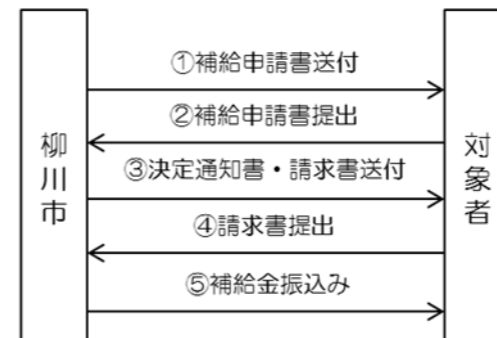 ①補給申請書送付
②補給申請書提出
③決定通知書・請求書送付
④請求書提出
⑤補給金振込み
柳川市
対象者